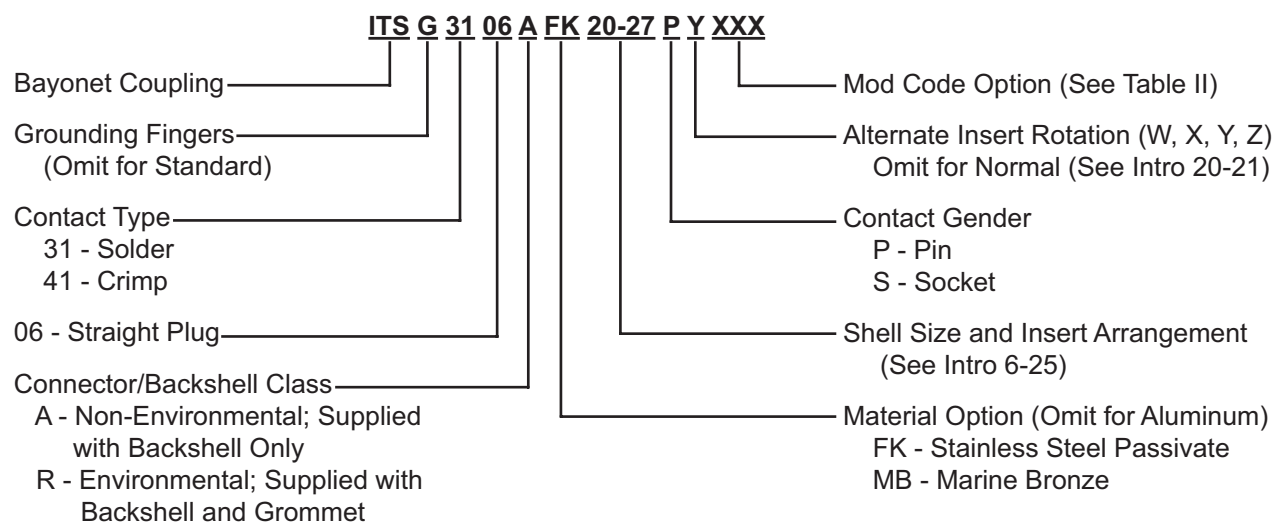 ITS G 31 06 A FK 20-27 P Y XXX
Bayonet Coupling
Grounding Fingers
(Omit for Standard)
Contact Type
31 - Solder
41 - Crimp
06 - Straight Plug
Connector/Backshell Class
A - Non-Environmental; Supplied
with Backshell Only
R - Environmental; Supplied with
Backshell and Grommet
Mod Code Option (See Table II)
Alternate Insert Rotation (W, X, Y, Z)
Omit for Normal (See Intro 20-21)
Contact Gender
P - Pin
S - Socket
Shell Size and Insert Arrangement
(See Intro 6-25)
Material Option (Omit for Aluminum)
FK - Stainless Steel Passivate
MB - Marine Bronze